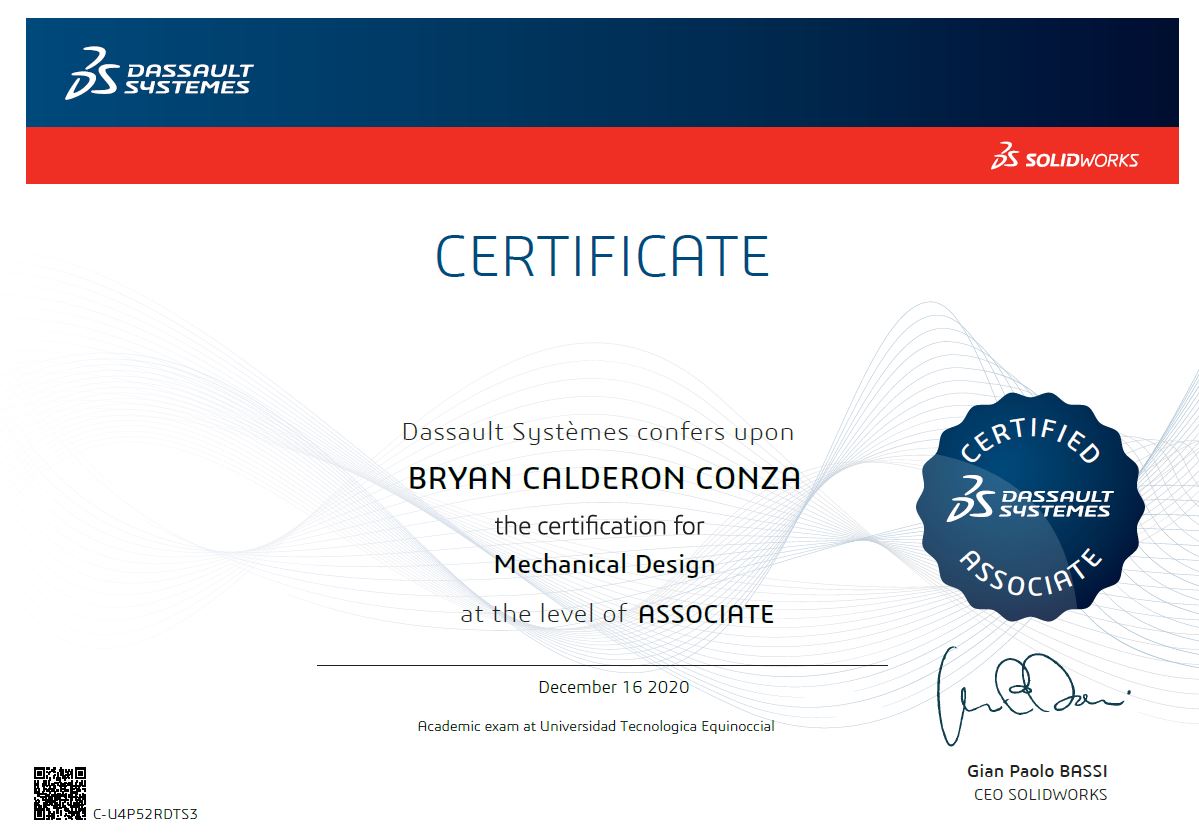 DASSAULT
SYSTEMES
SOLIDWORKS
CERTIFICATE
Dassault Systèmes confers upon
BRYAN CALDERON CONZA
the certification for
Mechanical Design
at the level of ASSOCIATE
CERTIFIED
DASSAULT
SYSTEMES
ASSOCIATE
December 16 2020
Academic exam at Universidad Tecnologica Equinoccial
Gian Paolo BASSI
CEO SOLIDWORKS
C-U4P52RDTS3